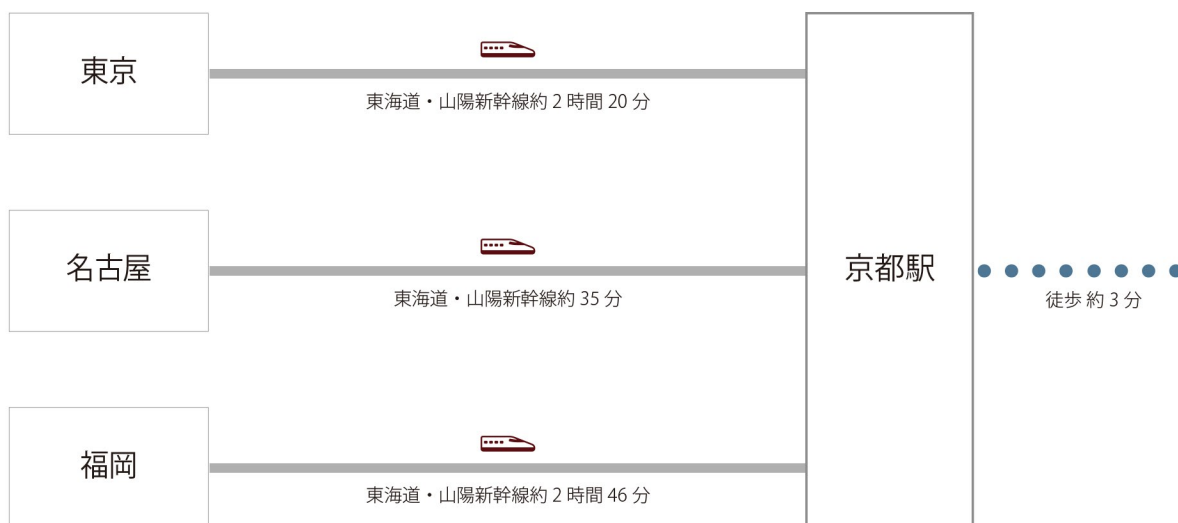 東京
東海道・山陽新幹線約 2 時間 20 分
名古屋
東海道・山陽新幹線約 35 分
京都駅
徒歩 約 3 分
福岡
東海道・山陽新幹線約 2 時間 46 分